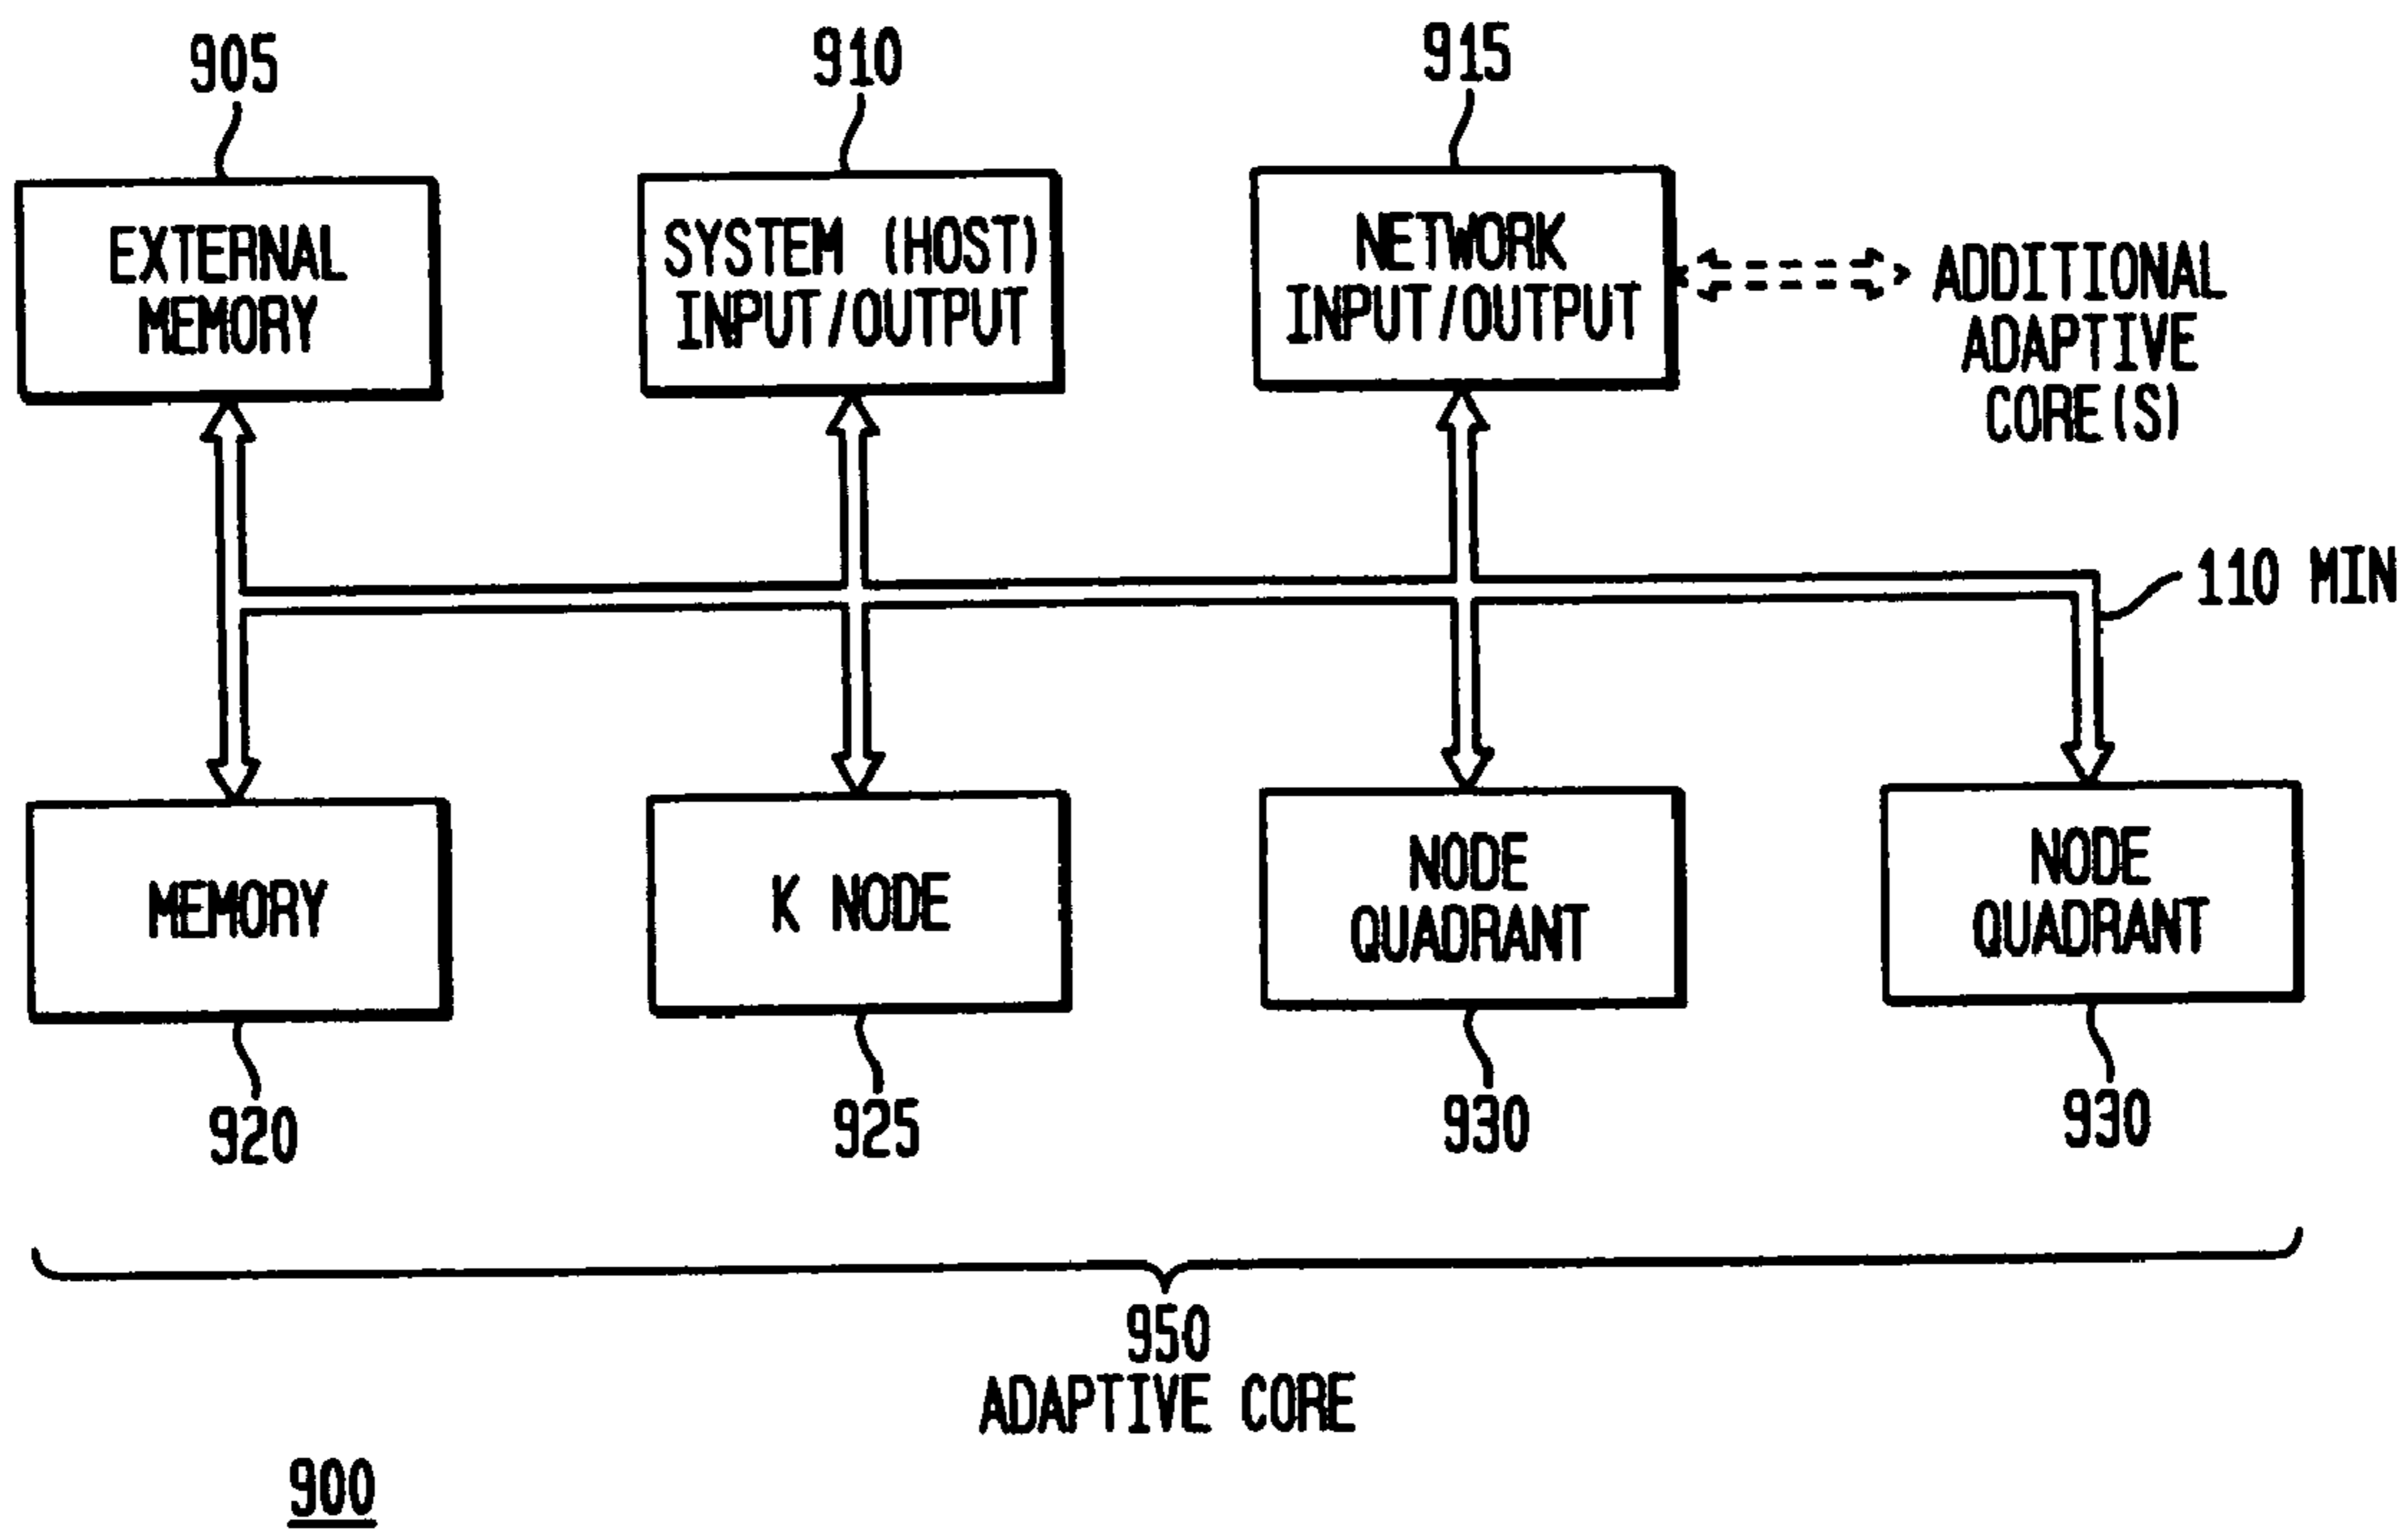 905
910
915
EXTERNAL
MEMORY
SYSTEM (HOST)
INPUT/OUTPUT
NETWORK
INPUT/OUTPUT
ADDITIONAL
ADAPTIVE
CORE(S)
110 MIN
MEMORY
K NODE
NODE
QUADRANT
NODE
QUADRANT
920
925
930
930
950
ADAPTIVE CORE
900